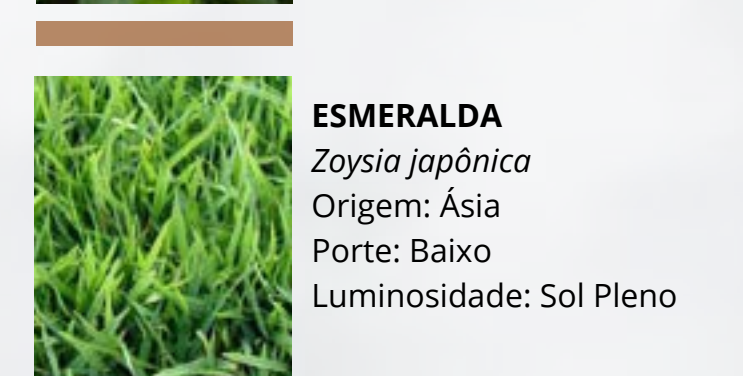 ESMERALDA
Zoysia japônica
Origem: Ásia
Porte: Baixo
Luminosidade: Sol Pleno